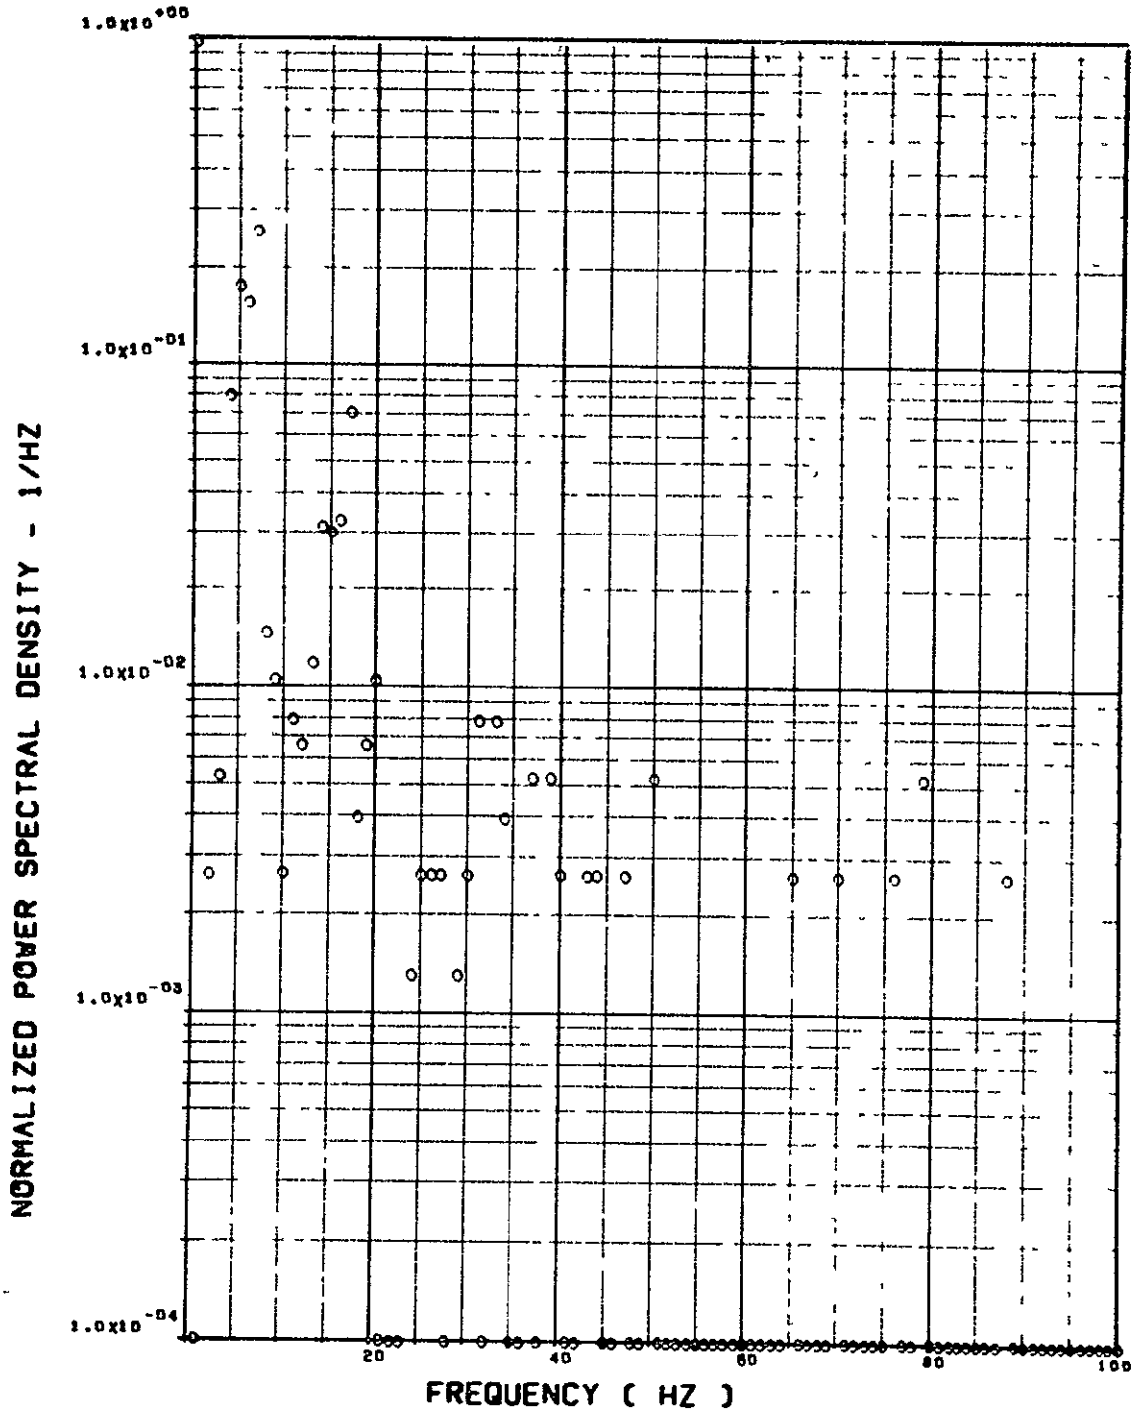 1.0X10+00
1.0X10-01
1.0X10-02
1.0X10-03
1.0X10-04
NORMALIZED POWER SPECTRAL DENSITY - 1/HZ
20 40 60 80 100
FREQUENCY ( HZ )